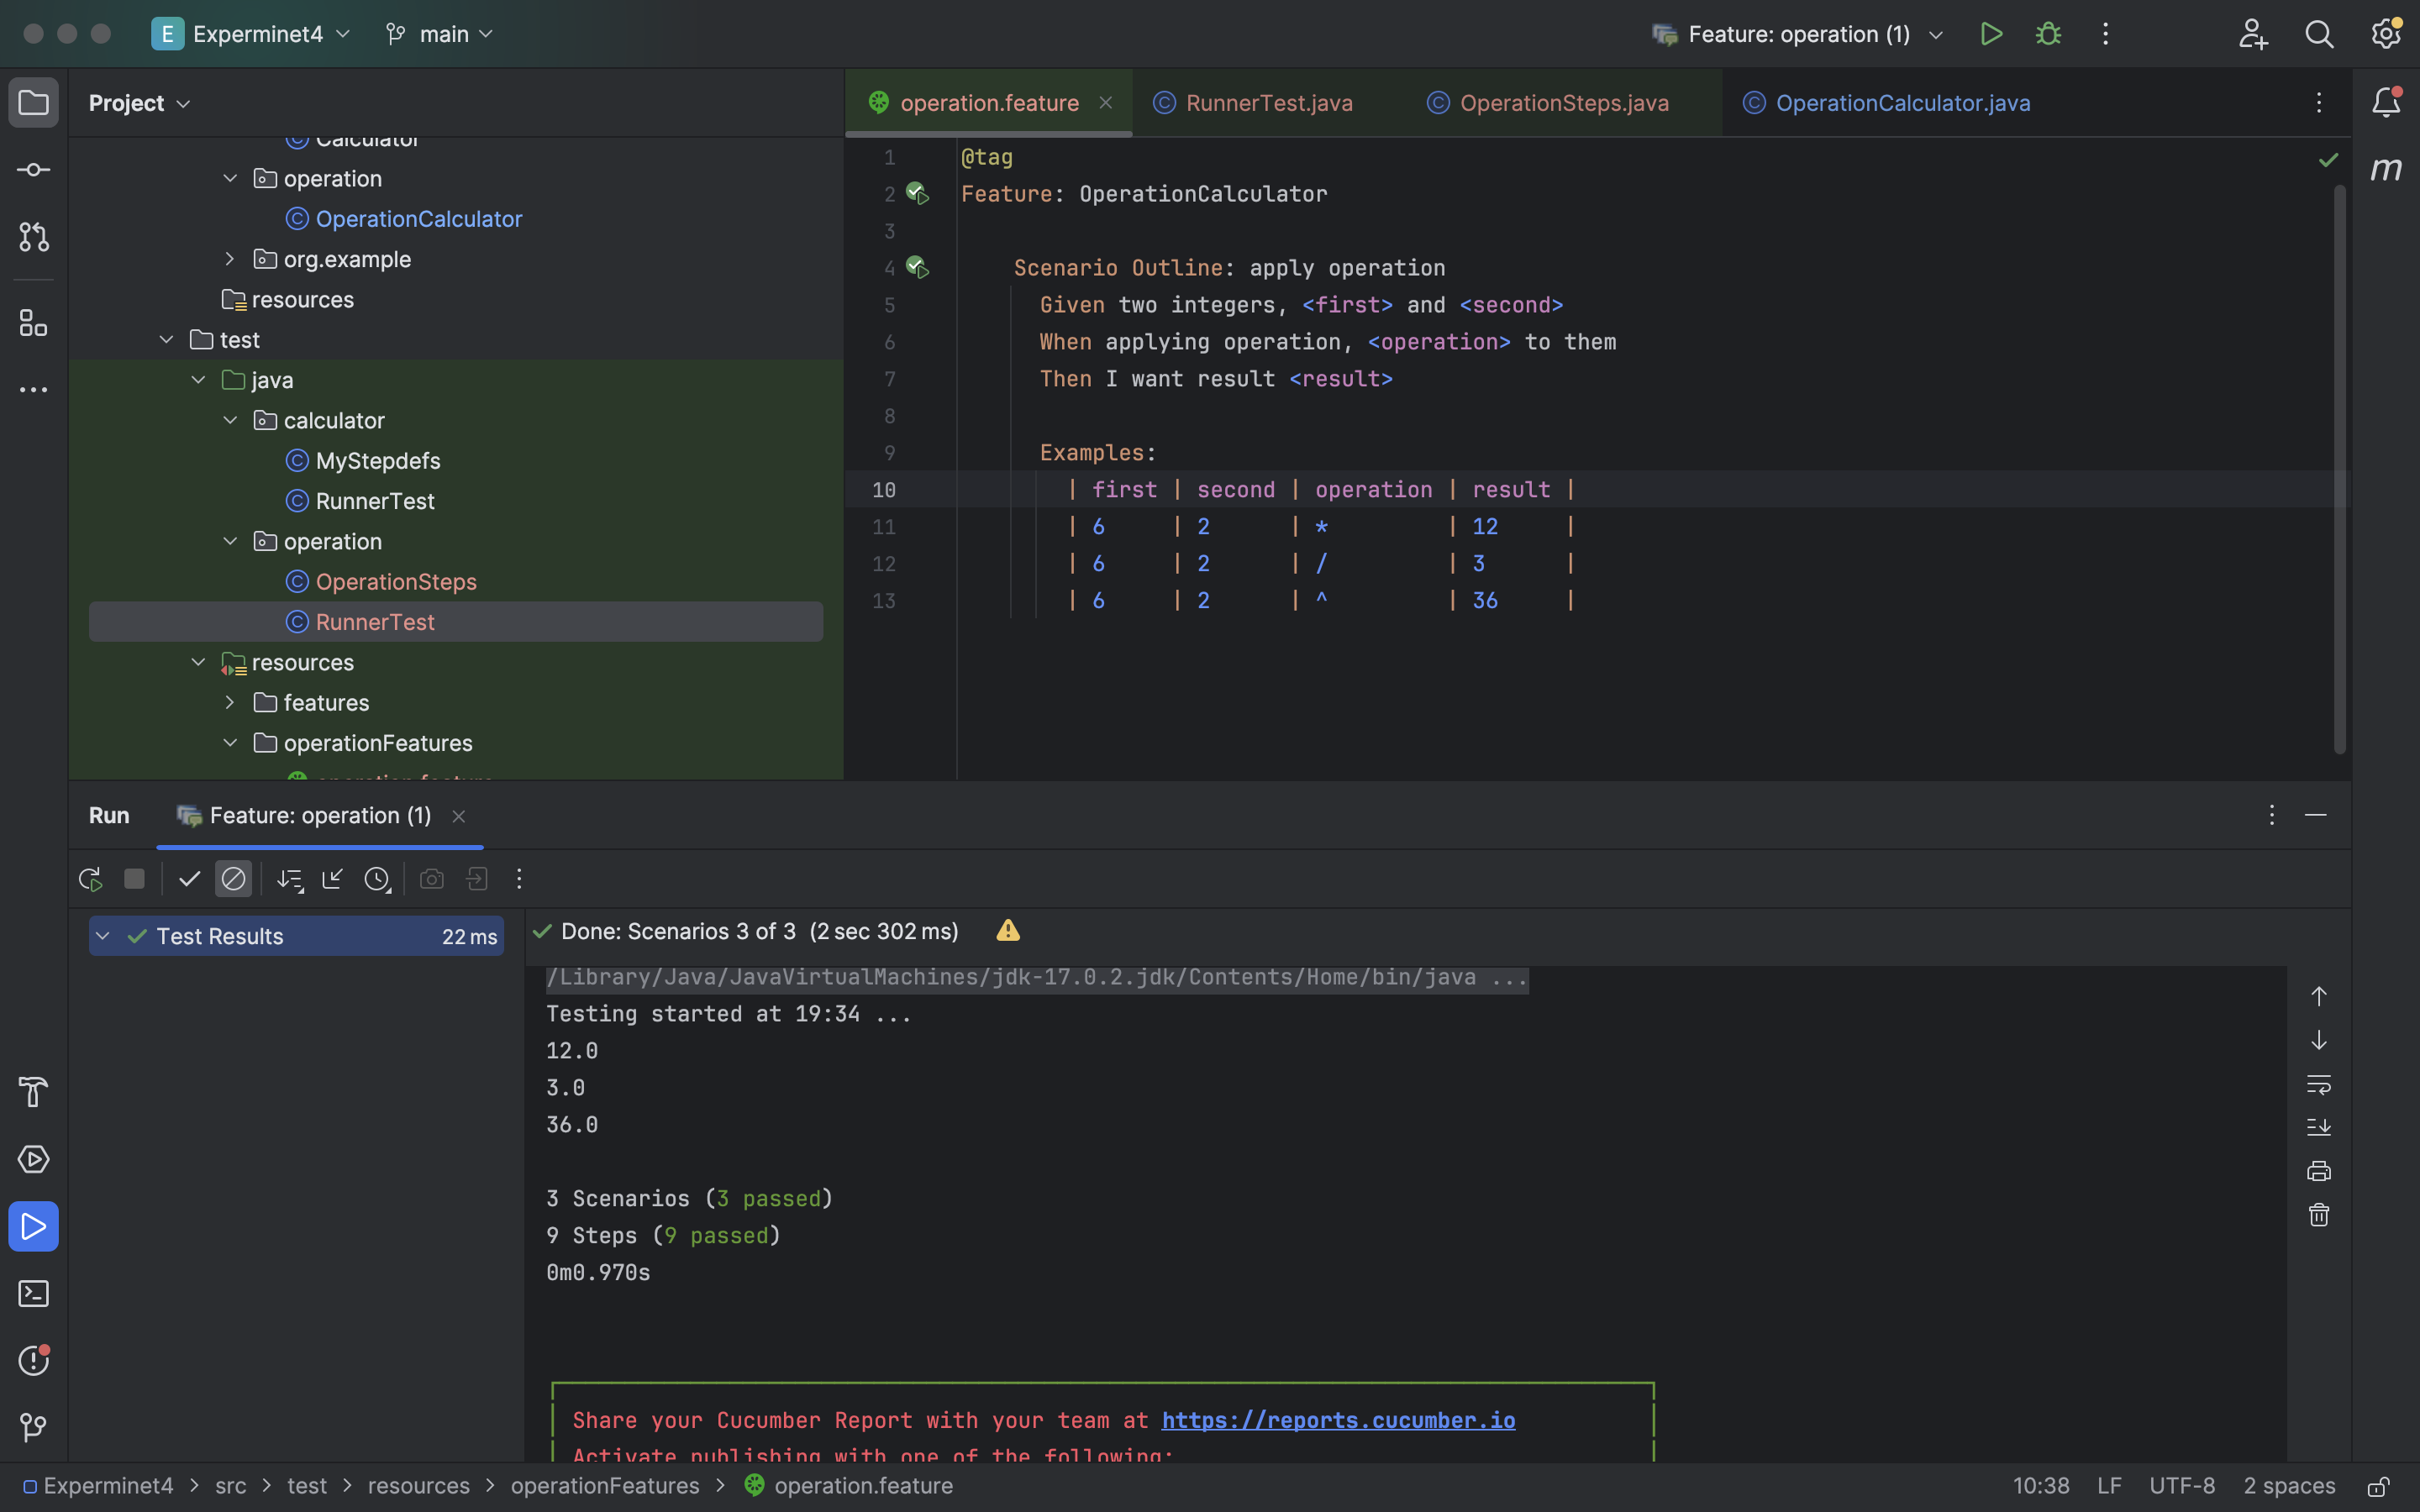 E Experminet4 main Feature: operation (1)
Project
Calculator
operation
OperationCalculator
org.example
resources
test
java
calculator
MyStepdefs
RunnerTest
operation
OperationSteps
RunnerTest
resources
features
operationFeatures
operation.feature
operation.feature RunnerTest.java OperationSteps.java OperationCalculator.java
m
1 @tag
2 Feature: OperationCalculator
3
4 Scenario Outline: apply operation
5 Given two integers, <first> and <second>
6 When applying operation, <operation> to them
7 Then I want result <result>
8
9 Examples:
10 | first | second | operation | result |
11 | 6 | 2 | * | 12 |
12 | 6 | 2 | / | 3 |
13 | 6 | 2 | ^ | 36 |
Run Feature: operation (1)
Test Results 22 ms
Done: Scenarios 3 of 3 (2 sec 302 ms)
/Library/Java/JavaVirtualMachines/jdk-17.0.2.jdk/Contents/Home/bin/java ...
Testing started at 19:34 ...
12.0
3.0
36.0
3 Scenarios (3 passed)
9 Steps (9 passed)
0m0.970s
Share your Cucumber Report with your team at https://reports.cucumber.io
Activate publishing with one of the following:
Experminet4 > src > test > resources > operationFeatures > operation.feature 10:38 LF UTF-8 2 spaces